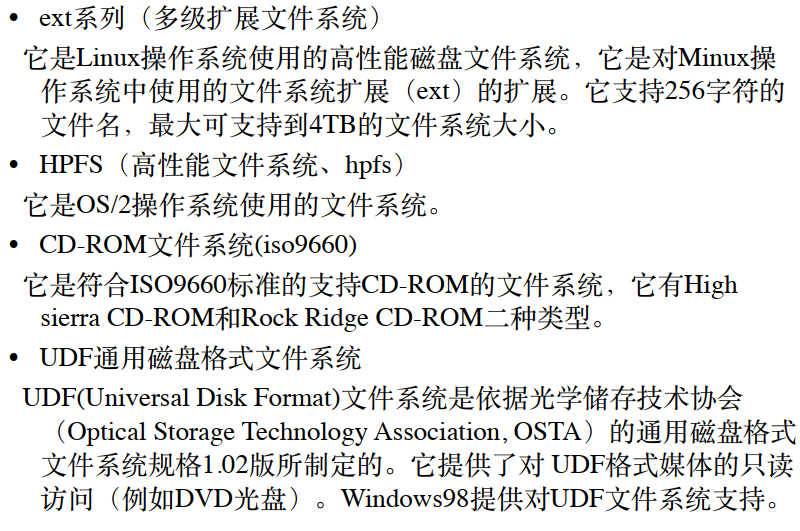 • ext系列（多级扩展文件系统）
它是Linux操作系统使用的高性能磁盘文件系统，它是对Minux操
作系统中使用的文件系统扩展（ext）的扩展。它支持256字符的
文件名，最大可支持到4TB的文件系统大小。
• HPFS（高性能文件系统、hpfs）
它是OS/2操作系统使用的文件系统。
• CD-ROM文件系统(iso9660)
它是符合ISO9660标准的支持CD-ROM的文件系统，它有High
sierra CD-ROM和Rock Ridge CD-ROM二种类型。
• UDF通用磁盘格式文件系统
UDF(Universal Disk Format)文件系统是依据光学储存技术协会
（Optical Storage Technology Association, OSTA）的通用磁盘格式
文件系统规格1.02版所制定的。它提供了对 UDF格式媒体的只读
访问（例如DVD光盘）。Windows98提供对UDF文件系统支持。